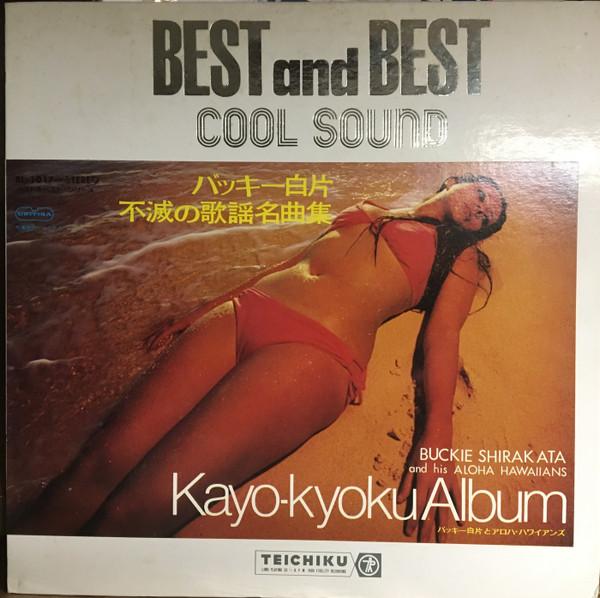 BEST and BEST
COOL SOUND
STEREO
バッキー白片
不滅の歌謡名曲集
UNION
BUCKIE SHIRAKATA
and his ALOHA HAWAIIANS
Kayo-kyoku Album
バッキー白片とアロハ・ハワイアンズ
TEICHIKU